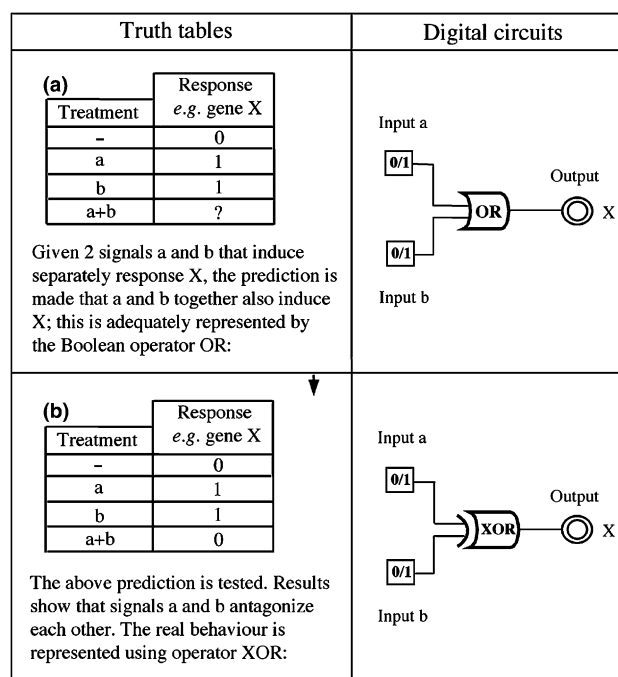 Truth tables
Digital circuits
(a)
Response
Treatment
e.g. gene X
– 0
a 1
b 1
a+b ?
Given 2 signals a and b that induce
separately response X, the prediction is
made that a and b together also induce
X; this is adequately represented by
the Boolean operator OR:
Input a
0/1
Output
OR
X
0/1
Input b
(b)
Response
Treatment
e.g. gene X
– 0
a 1
b 1
a+b 0
The above prediction is tested. Results
show that signals a and b antagonize
each other. The real behaviour is
represented using operator XOR:
Input a
0/1
Output
XOR
X
0/1
Input b